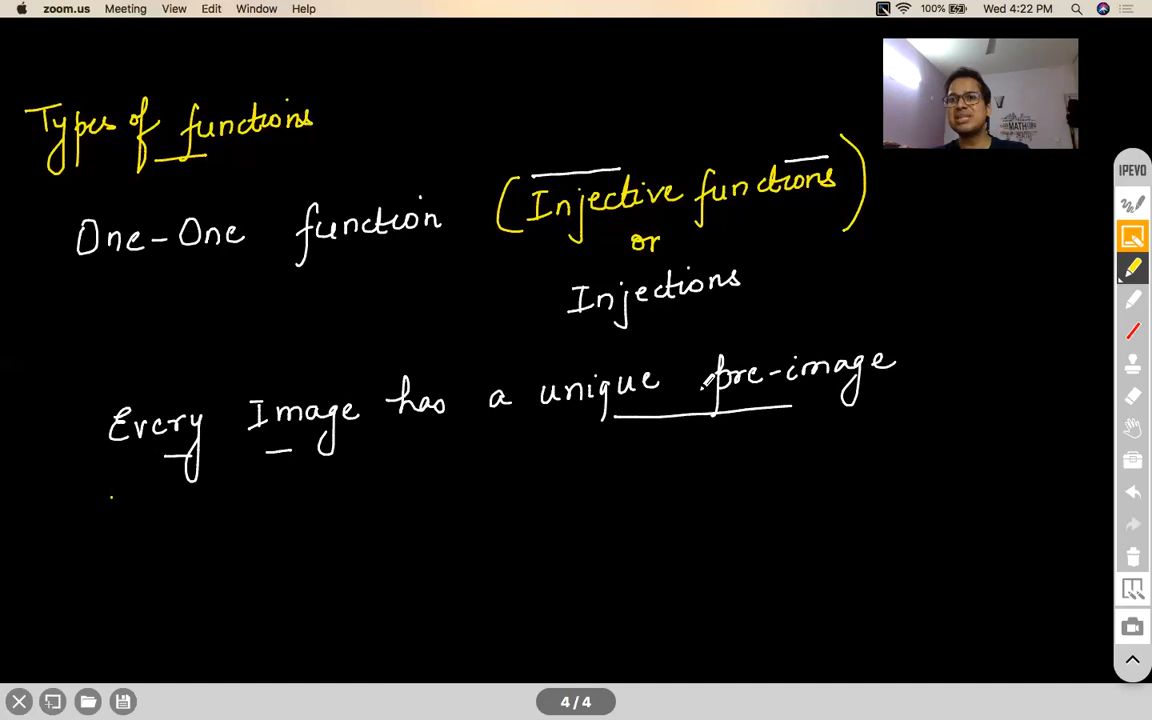 zoom.us Meeting View Edit Window Help 100% Wed 4:22 PM
Types of functions
One-One function (Injective functions)
or
Injections
Every Image has a unique pre-image
MATH
IPEVO
4 / 4